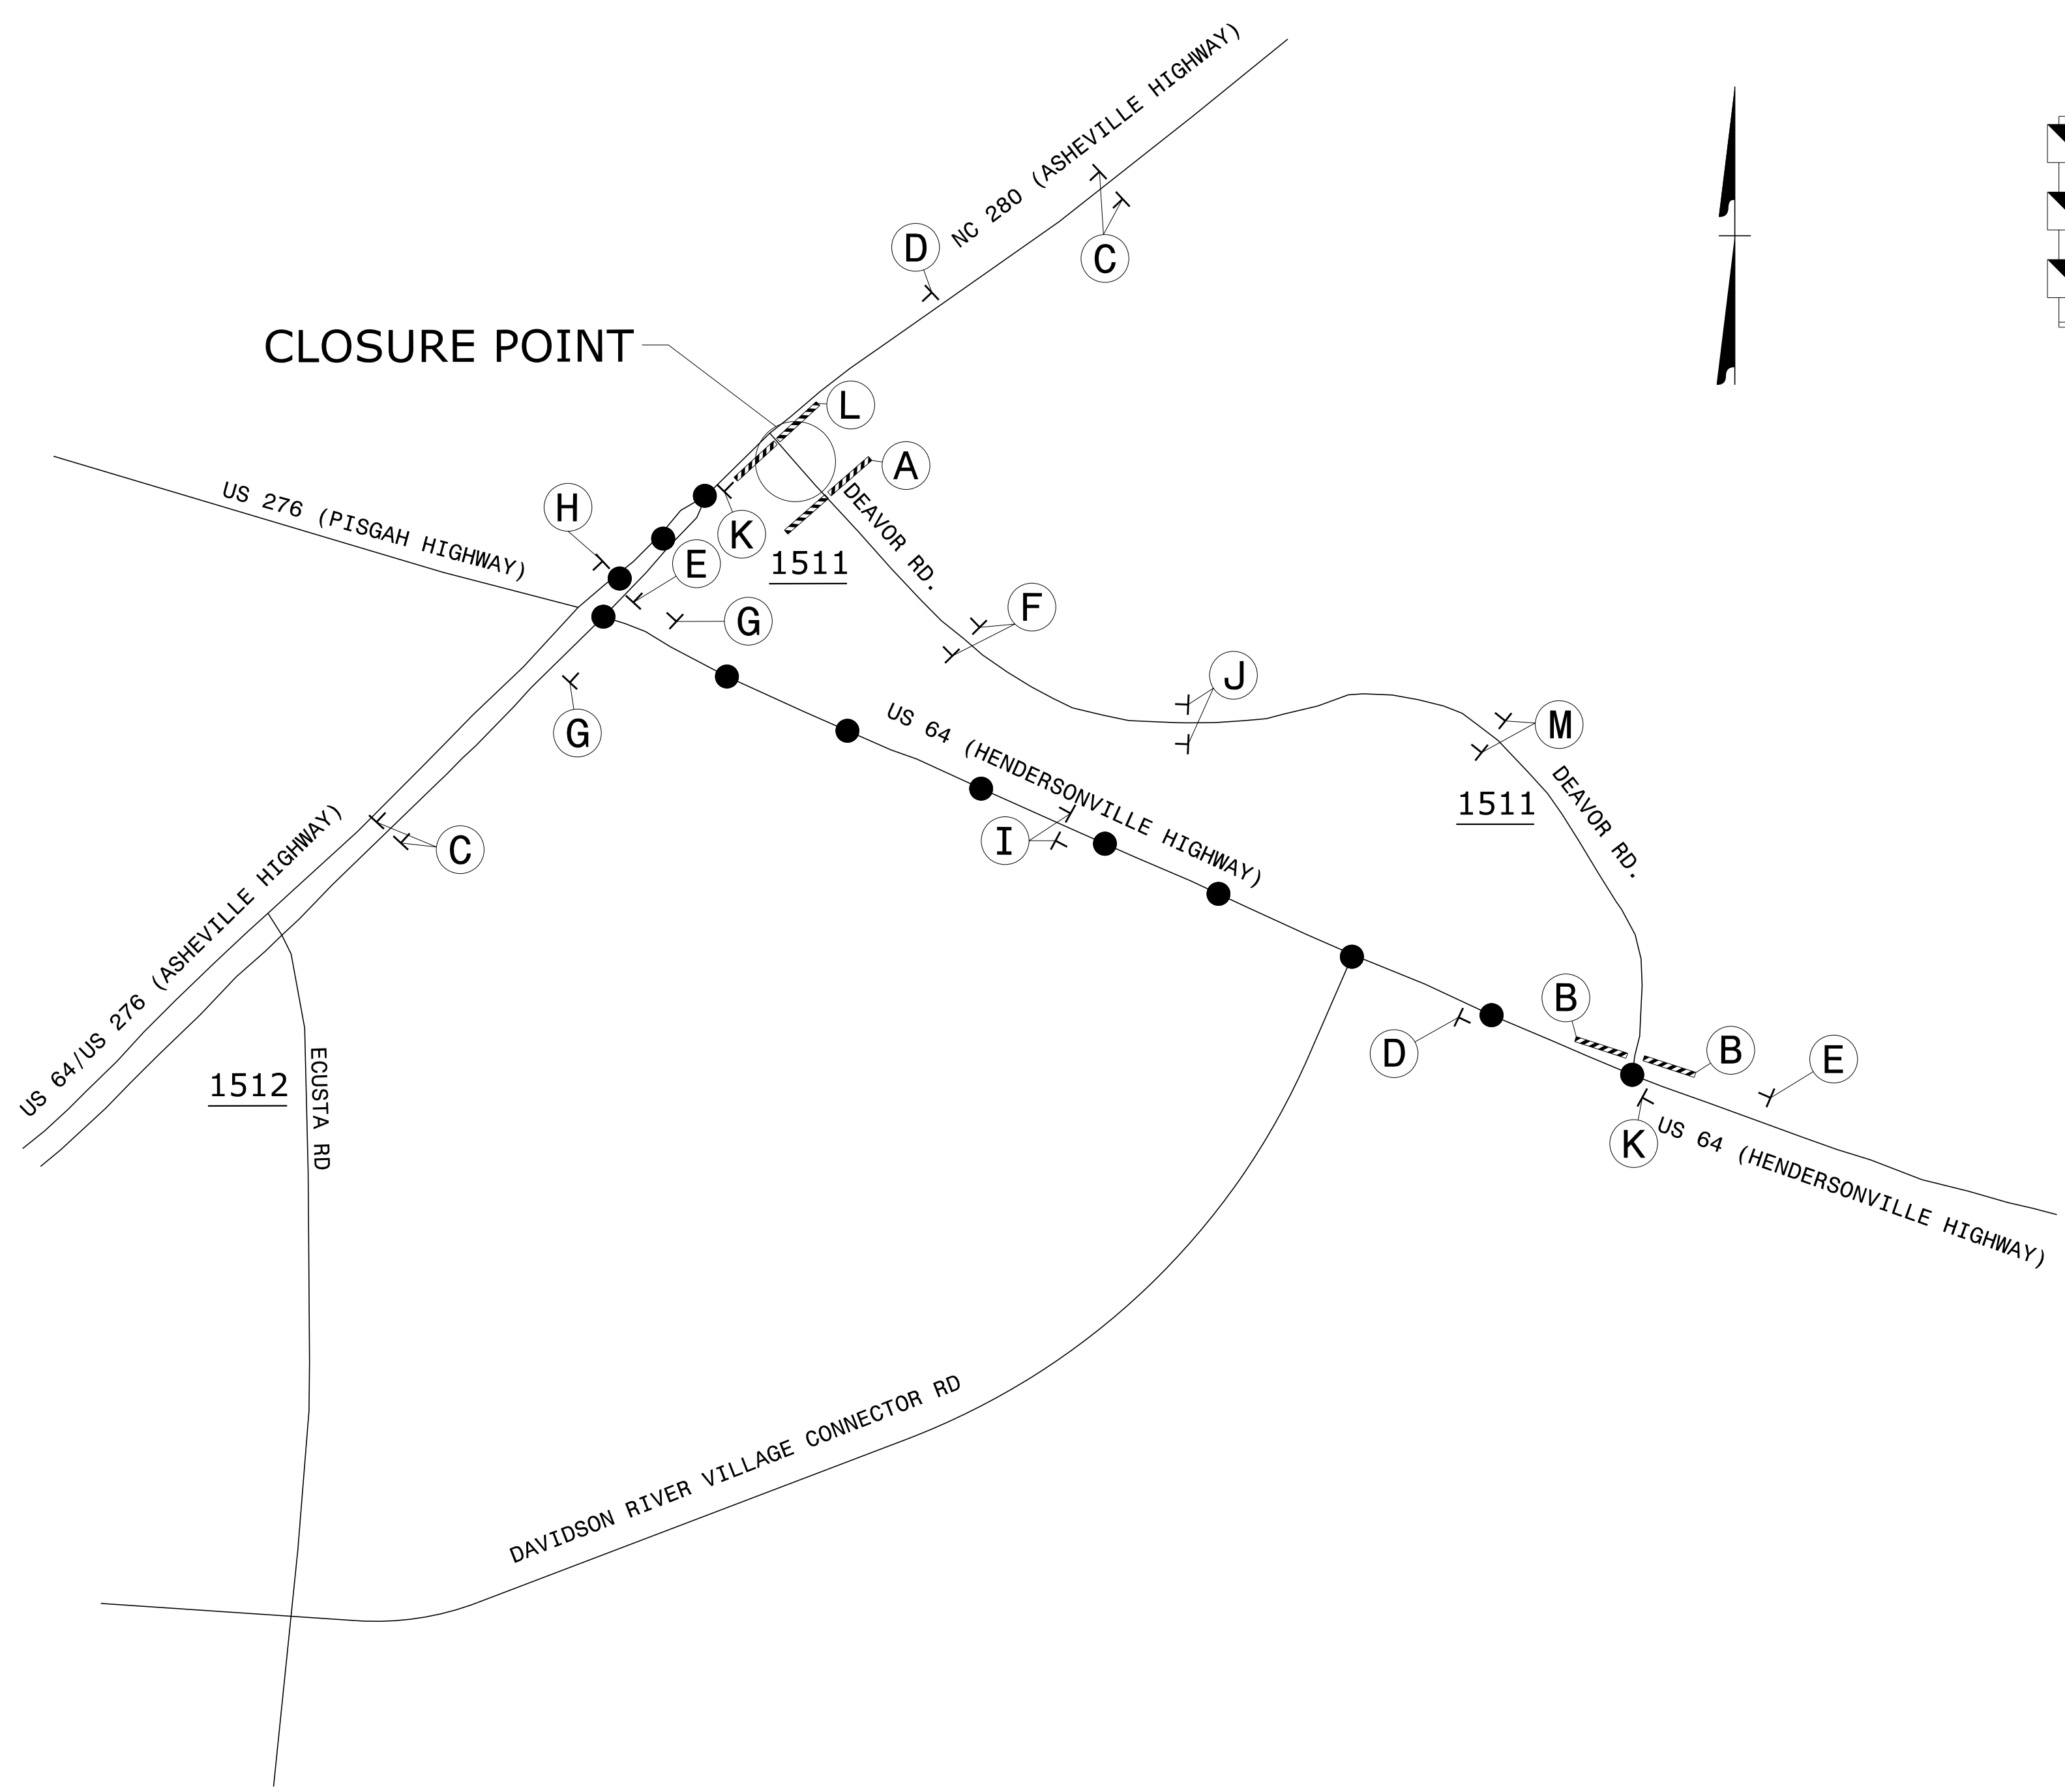 NC 280 (ASHEVILLE HIGHWAY)
D
C
CLOSURE POINT
L
A
US 276 (PISGAH HIGHWAY)
H
K
DEAVOR RD.
E
1511
G
F
G
J
M
US 64 (HENDERSONVILLE HIGHWAY)
DEAVOR RD.
1511
I
C
US 64/US 276 (ASHEVILLE HIGHWAY)
B
D
B
E
1512
ECUSTA RD
K
US 64 (HENDERSONVILLE HIGHWAY)
DAVIDSON RIVER VILLAGE CONNECTOR RD